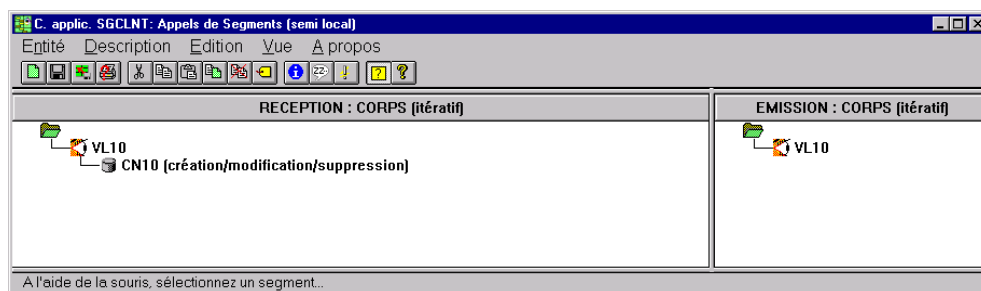 C. applic. SGCLNT: Appels de Segments (semi local)
Entité Description Edition Vue A propos
RECEPTION : CORPS (itératif) EMISSION : CORPS (itératif)
VL10 VL10
CN10 (création/modification/suppression)
A l'aide de la souris, sélectionnez un segment...